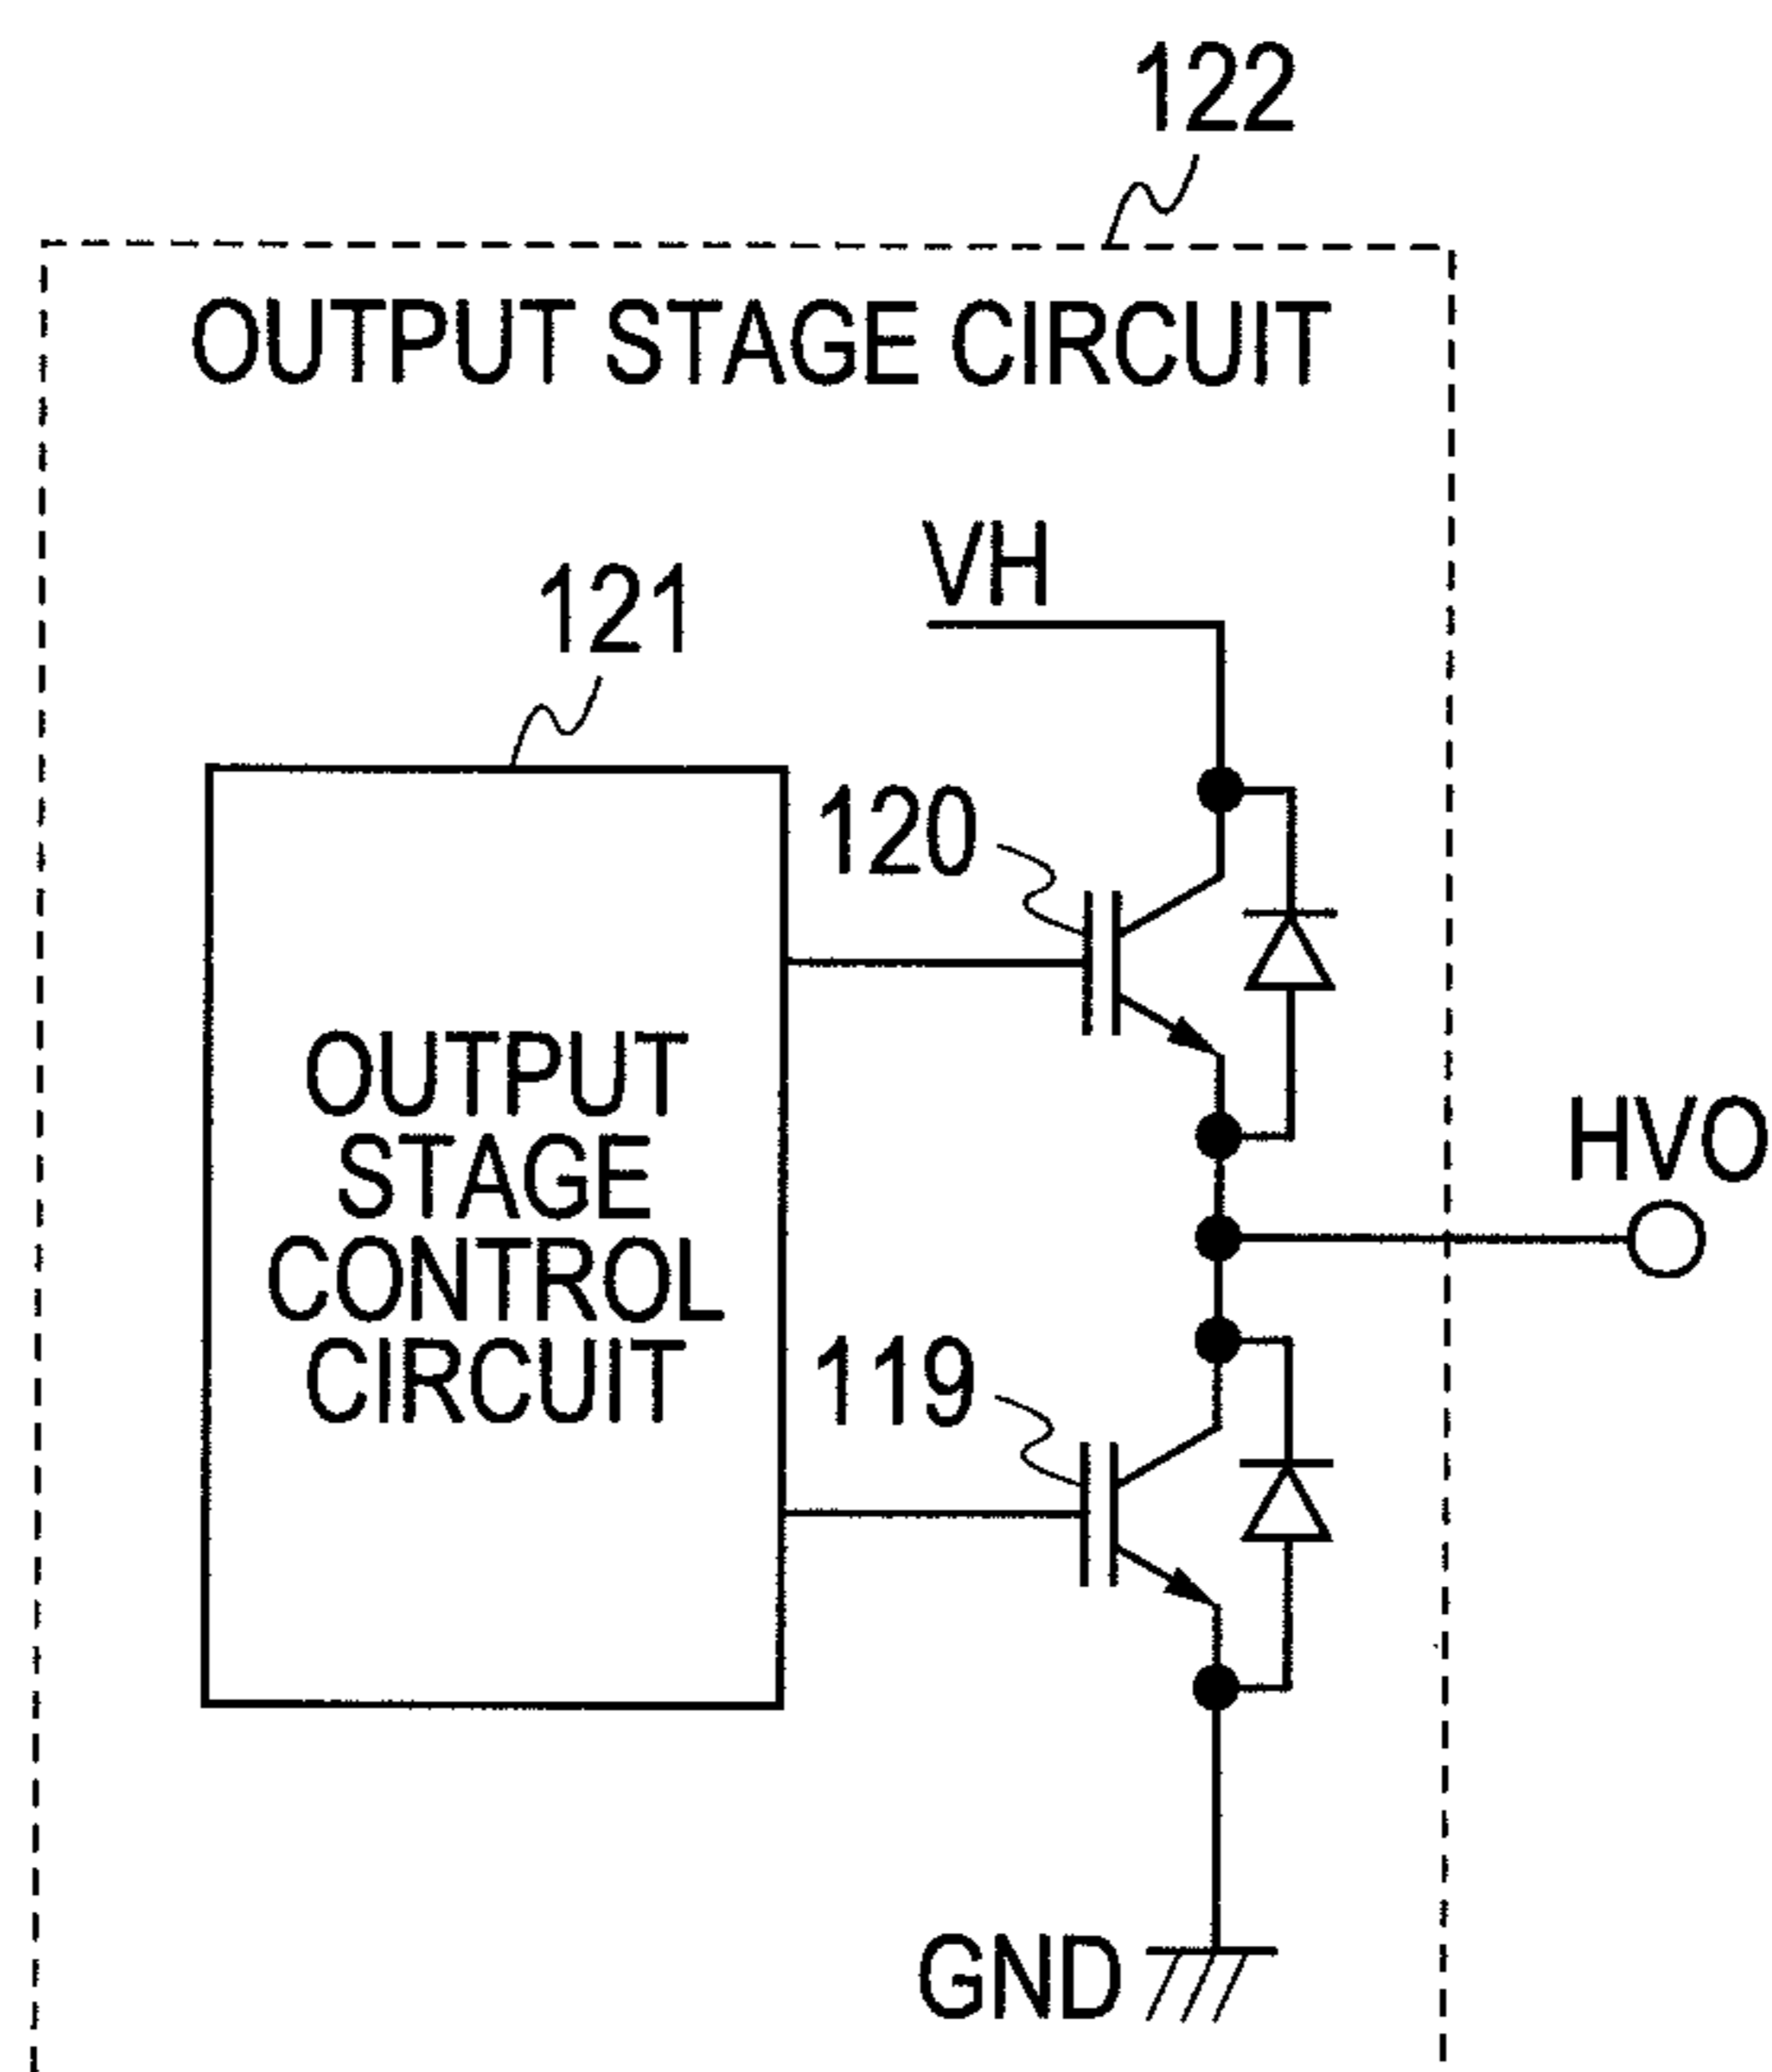 122
OUTPUT STAGE CIRCUIT
VH
121
120
OUTPUT
STAGE
CONTROL
CIRCUIT
HVO
119
GND